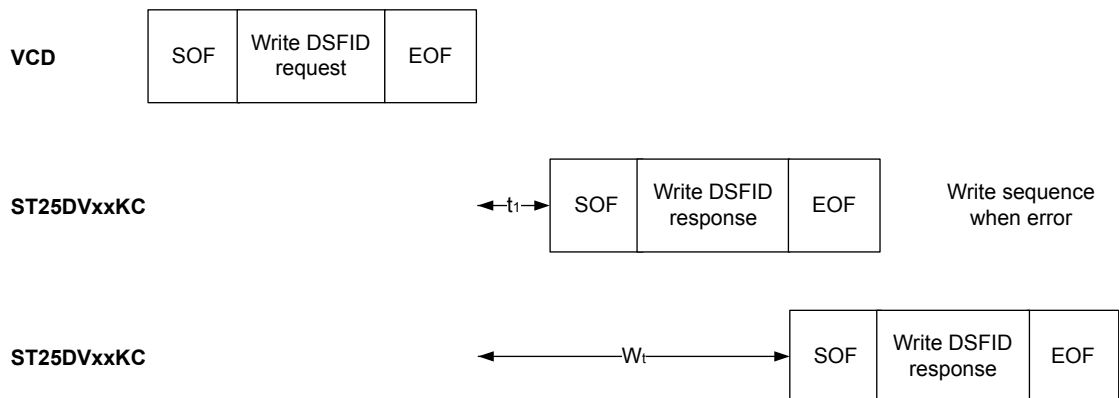 VCD
SOF
Write DSFID
request
EOF
ST25DVxxKC
t1
SOF
Write DSFID
response
EOF
Write sequence
when error
ST25DVxxKC
Wt
SOF
Write DSFID
response
EOF